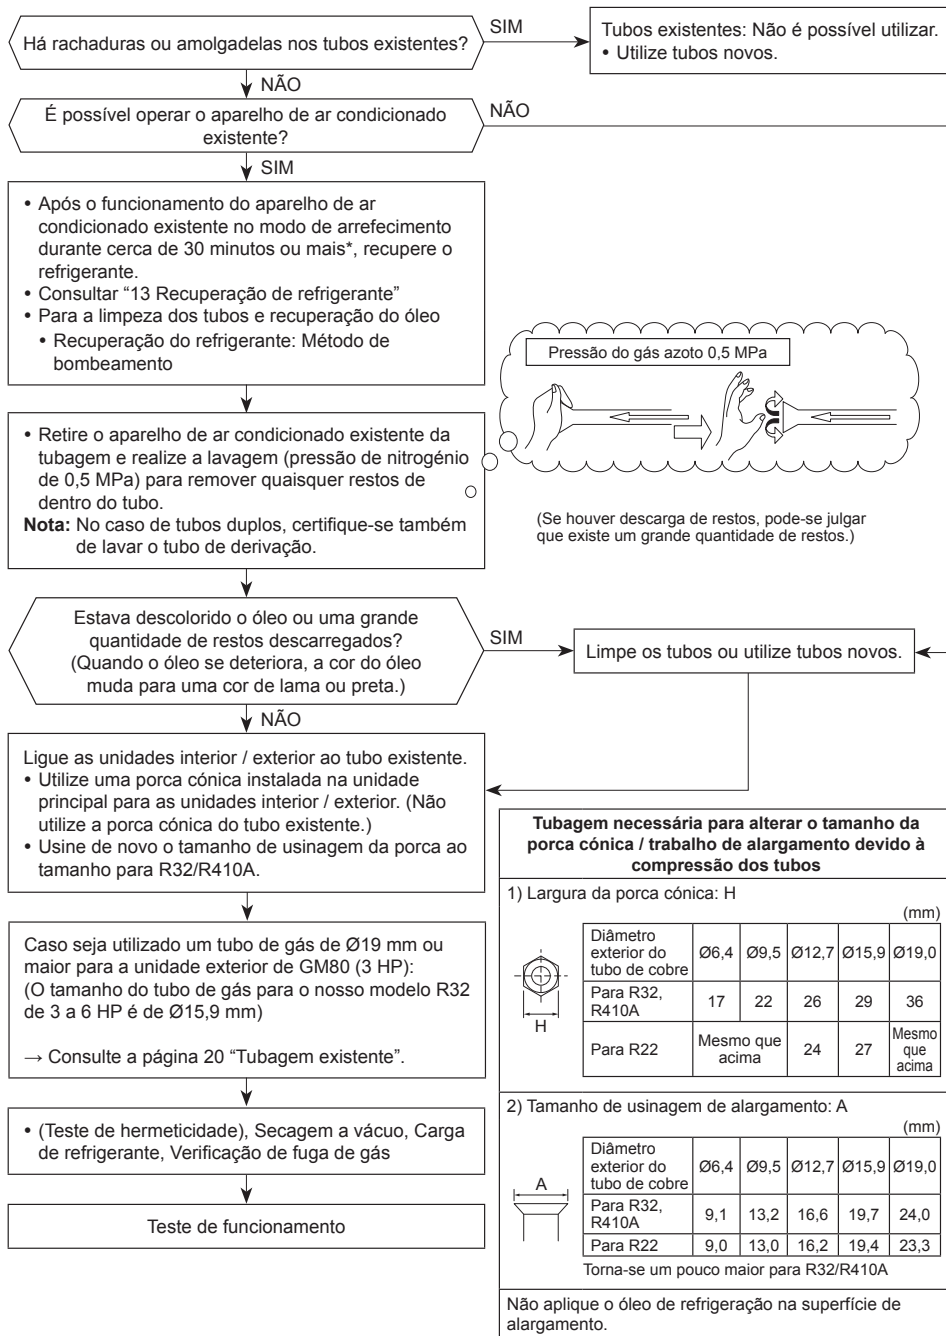 Há rachaduras ou amolgadelas nos tubos existentes?
SIM
Tubos existentes: Não é possível utilizar.
• Utilize tubos novos.
NÃO
É possível operar o aparelho de ar condicionado
existente?
NÃO
SIM
• Após o funcionamento do aparelho de ar
condicionado existente no modo de arrefecimento
durante cerca de 30 minutos ou mais*, recupere o
refrigerante.
• Consultar “13 Recuperação de refrigerante”
• Para a limpeza dos tubos e recuperação do óleo
• Recuperação do refrigerante: Método de
bombeamento
Pressão do gás azoto 0,5 MPa
• Retire o aparelho de ar condicionado existente da
tubagem e realize a lavagem (pressão de nitrogénio
de 0,5 MPa) para remover quaisquer restos de
dentro do tubo.
Nota: No caso de tubos duplos, certifique-se também
de lavar o tubo de derivação.
(Se houver descarga de restos, pode-se julgar
que existe um grande quantidade de restos.)
Estava descolorido o óleo ou uma grande
quantidade de restos descarregados?
(Quando o óleo se deteriora, a cor do óleo
muda para uma cor de lama ou preta.)
SIM
Limpe os tubos ou utilize tubos novos.
NÃO
Ligue as unidades interior / exterior ao tubo existente.
• Utilize uma porca cónica instalada na unidade
principal para as unidades interior / exterior. (Não
utilize a porca cónica do tubo existente.)
• Usine de novo o tamanho de usinagem da porca ao
tamanho para R32/R410A.
Caso seja utilizado um tubo de gás de Ø19 mm ou
maior para a unidade exterior de GM80 (3 HP):
(O tamanho do tubo de gás para o nosso modelo R32
de 3 a 6 HP é de Ø15,9 mm)
→ Consulte a página 20 “Tubagem existente”.
• (Teste de hermeticidade), Secagem a vácuo, Carga
de refrigerante, Verificação de fuga de gás
Teste de funcionamento
Tubagem necessária para alterar o tamanho da
porca cónica / trabalho de alargamento devido à
compressão dos tubos
1) Largura da porca cónica: H
(mm)
H
Diâmetro
exterior do
tubo de cobre
Ø6,4 Ø9,5 Ø12,7 Ø15,9 Ø19,0
Para R32,
R410A
17 22 26 29 36
Para R22
Mesmo que
acima
24 27
Mesmo
que
acima
2) Tamanho de usinagem de alargamento: A
(mm)
A
Diâmetro
exterior do
tubo de cobre
Ø6,4 Ø9,5 Ø12,7 Ø15,9 Ø19,0
Para R32,
R410A
9,1 13,2 16,6 19,7 24,0
Para R22 9,0 13,0 16,2 19,4 23,3
Torna-se um pouco maior para R32/R410A
Não aplique o óleo de refrigeração na superfície de
alargamento.